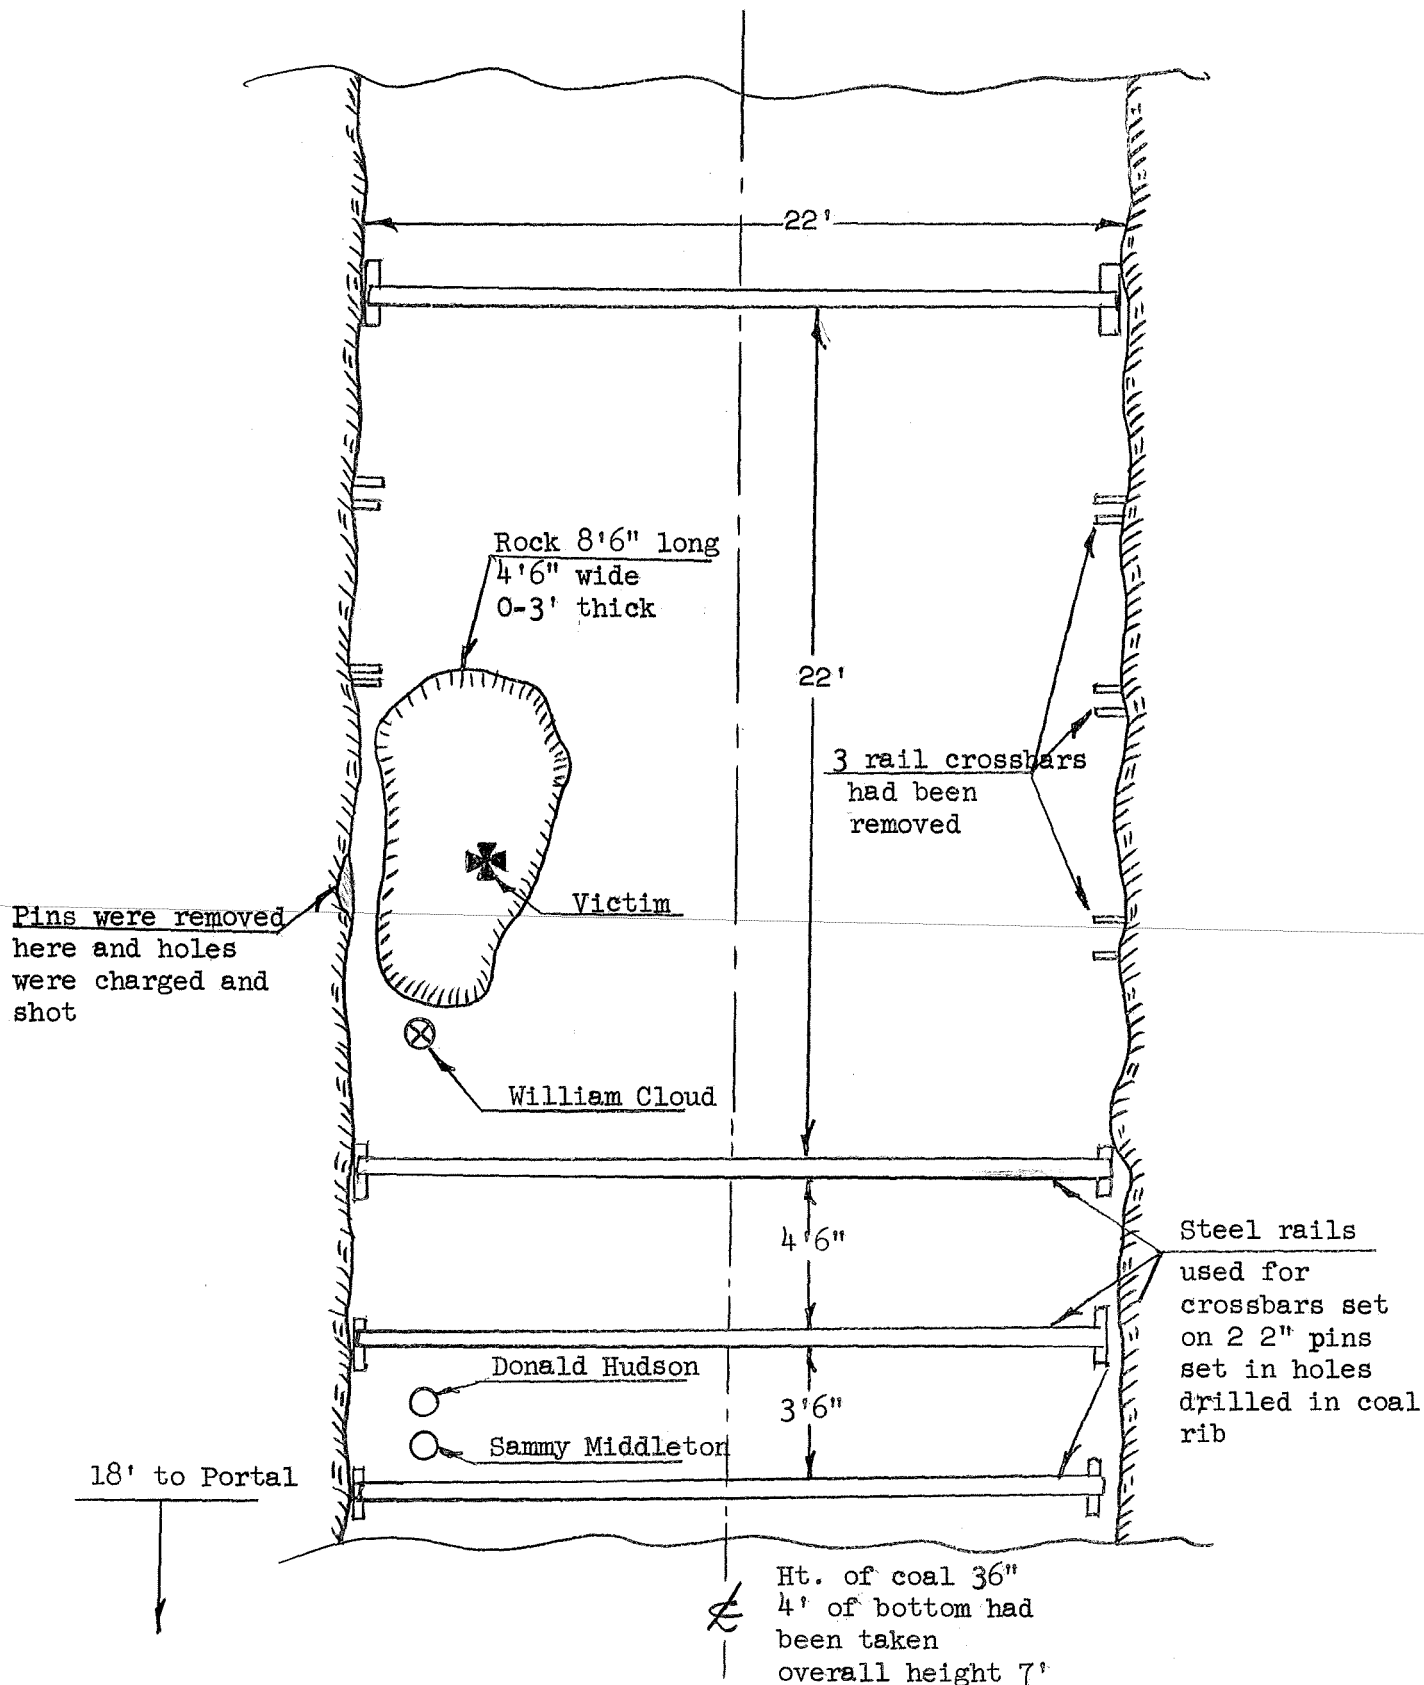 22'
Rock 8'6" long
4'6" wide
0-3' thick
22'
3 rail crossbars
had been
removed
Victim
Pins were removed
here and holes
were charged and
shot
William Cloud
4'6"
Steel rails
used for
crossbars set
on 2 2" pins
set in holes
drilled in coal
rib
Donald Hudson
3'6"
Sammy Middleton
18' to Portal
Ht. of coal 36"
4' of bottom had
been taken
overall height 7'
℄